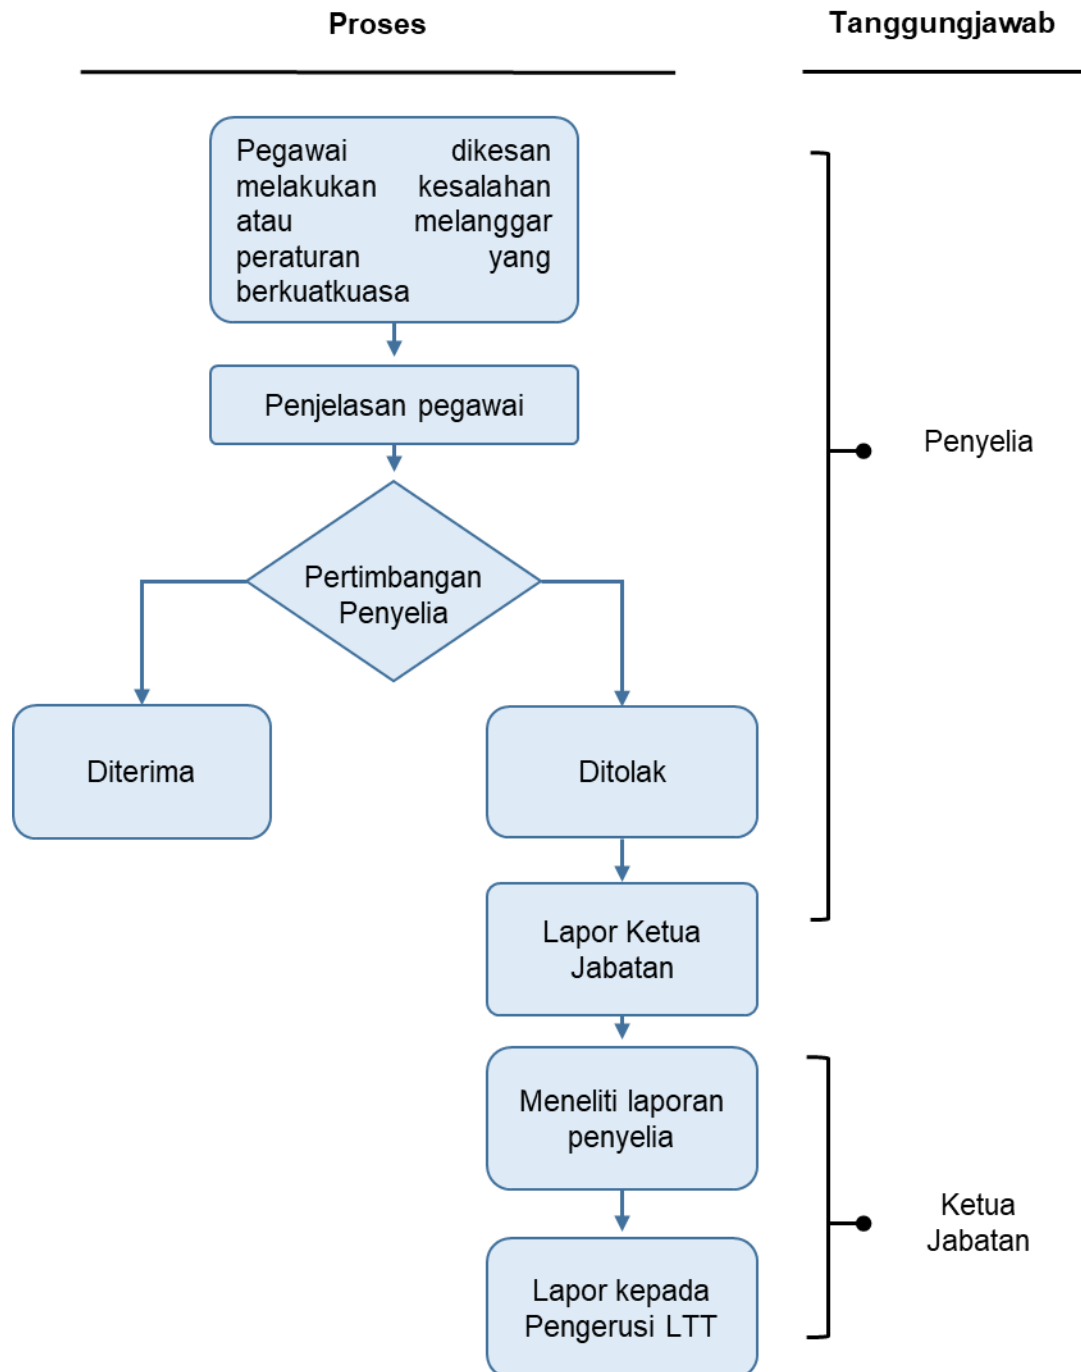 Proses
Tanggungjawab
Pegawai dikesan
melakukan kesalahan
atau melanggar
peraturan yang
berkuatkuasa
Penjelasan pegawai
Penyelia
Pertimbangan
Penyelia
Diterima
Ditolak
Lapor Ketua
Jabatan
Meneliti laporan
penyelia
Ketua
Jabatan
Lapor kepada
Pengerusi LTT